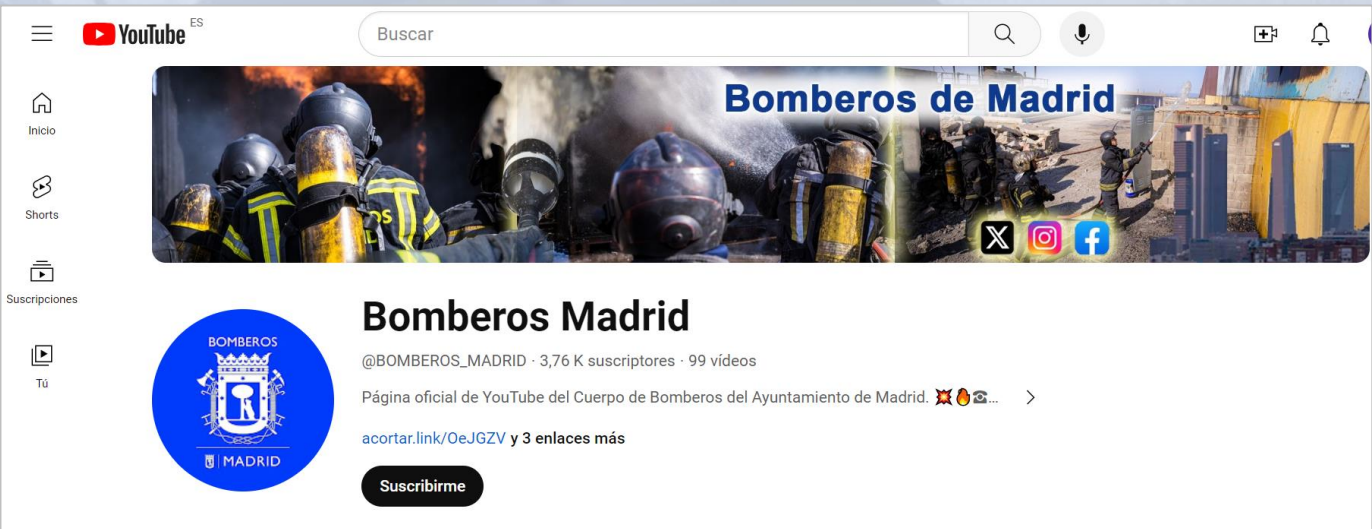 YouTube ES
Buscar
Inicio
Shorts
Suscripciones
Tú
Bomberos de Madrid
BOMBEROS
MADRID
Bomberos Madrid
@BOMBEROS_MADRID · 3,76 K suscriptores · 99 vídeos
Página oficial de YouTube del Cuerpo de Bomberos del Ayuntamiento de Madrid. 💥🔥☎...
acortar.link/OeJGZV y 3 enlaces más
Suscribirme